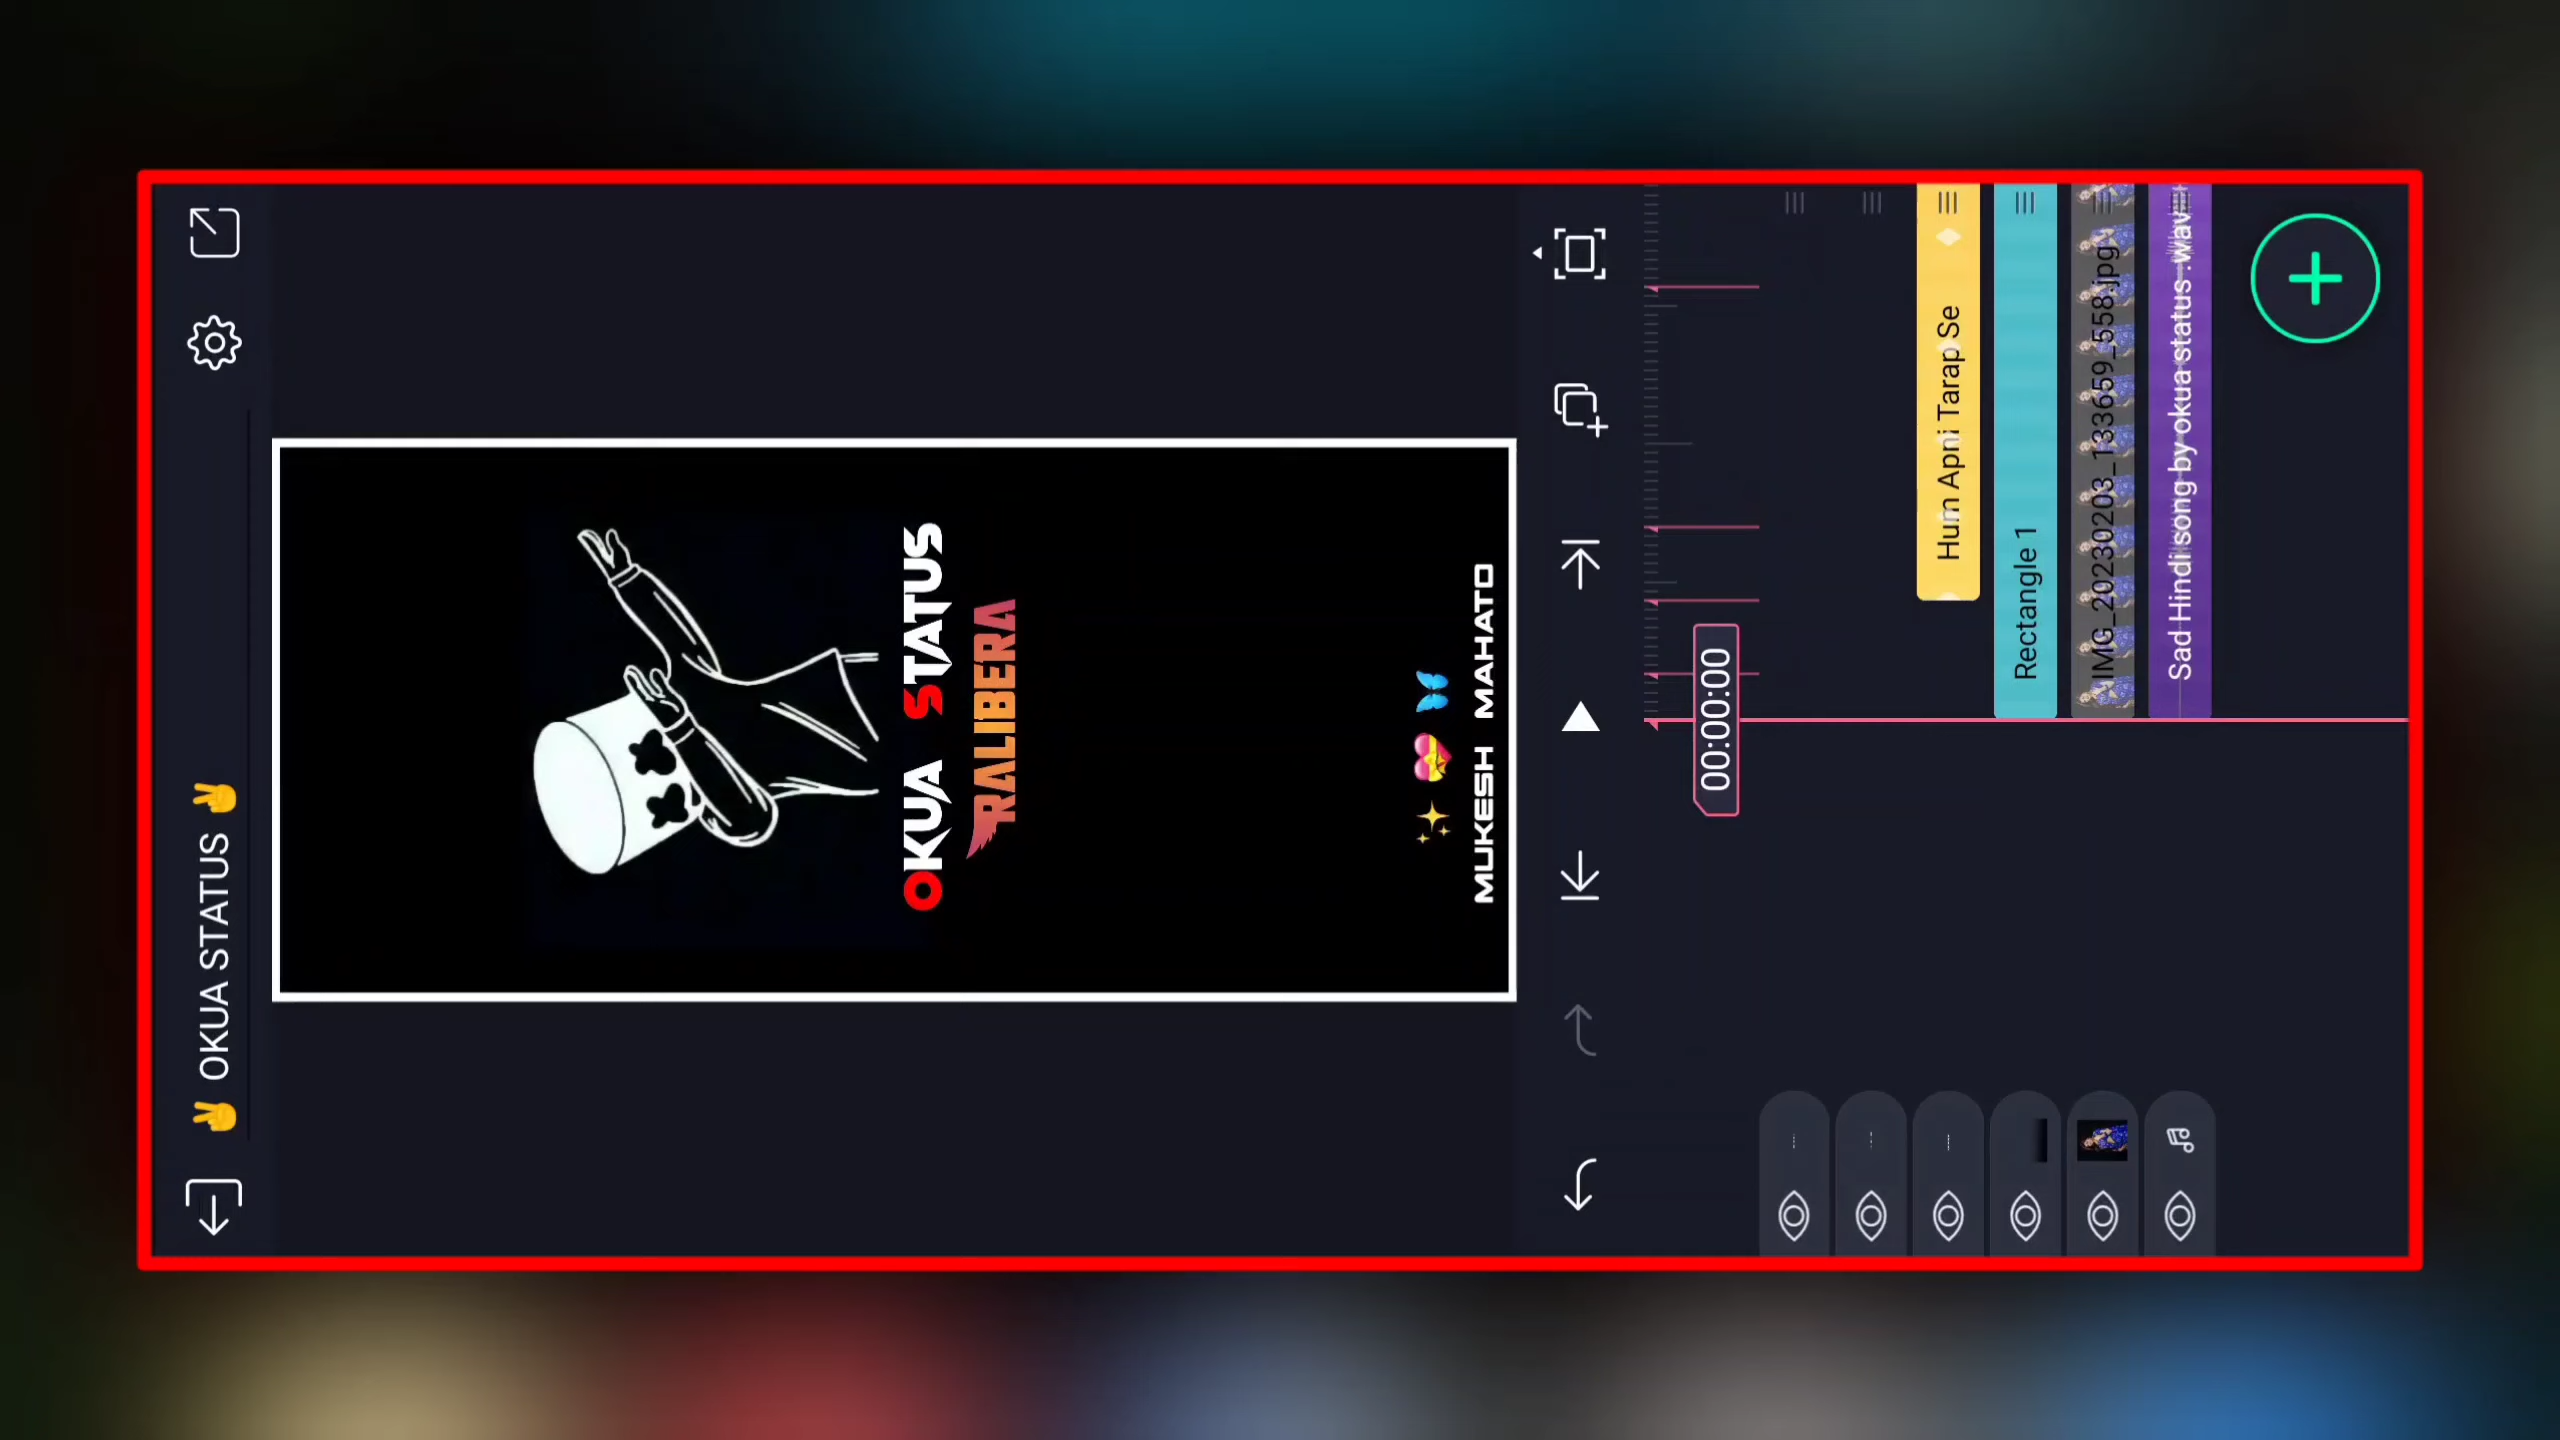 ✌ OKUA STATUS ✌
OKUA STATUS
RALIBERA
✨ 💝 🦋
MUKESH MAHATO
00:00:00
Hum Apni Tarap Se
Rectangle 1
IMG_20230203_133659_558.jpg
Sad Hindi song by okua status .wav